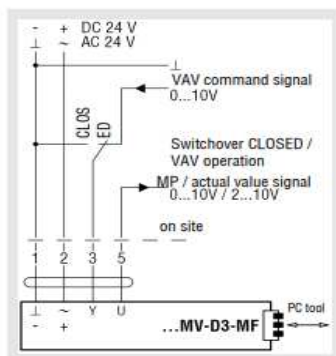 - + DC 24 V
⊥ ~ AC 24 V
⊥
VAV command signal
0...10V
CLOS ED
Switchover CLOSED /
VAV operation
MP / actual value signal
0...10V / 2...10V
on site
1 2 3 5
⊥ ~ Y U
- +
...MV-D3-MF
PC tool